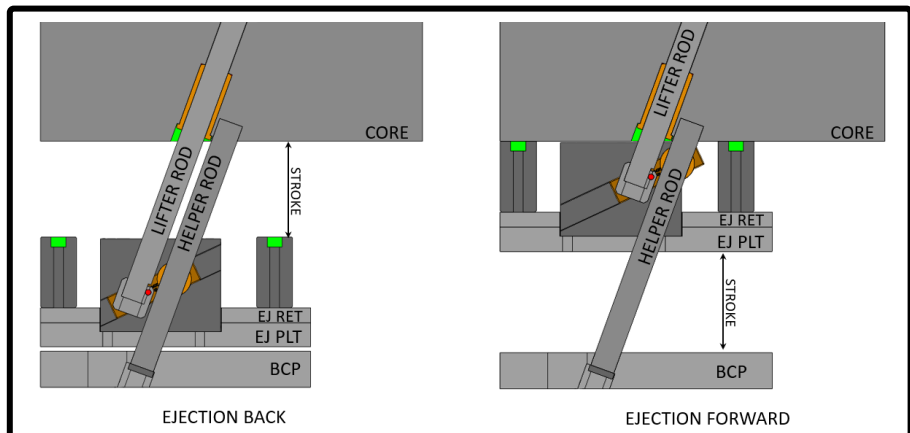 LIFTER ROD
HELPER ROD
CORE
STROKE
EJ RET
EJ PLT
BCP
EJECTION BACK
LIFTER ROD
HELPER ROD
CORE
EJ RET
EJ PLT
STROKE
BCP
EJECTION FORWARD